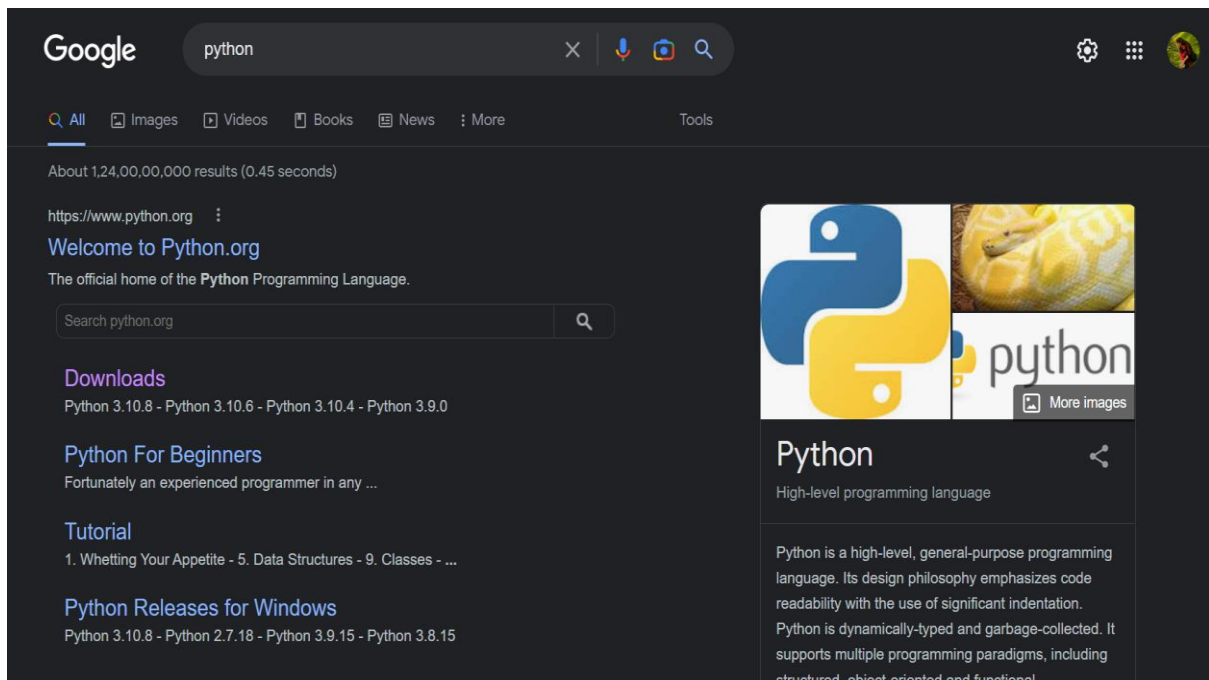 Google
python
All Images Videos Books News More Tools
About 1,24,00,00,000 results (0.45 seconds)
https://www.python.org
Welcome to Python.org
The official home of the Python Programming Language.
Search python.org
Downloads
Python 3.10.8 - Python 3.10.6 - Python 3.10.4 - Python 3.9.0
Python For Beginners
Fortunately an experienced programmer in any ...
Tutorial
1. Whetting Your Appetite - 5. Data Structures - 9. Classes - ...
Python Releases for Windows
Python 3.10.8 - Python 2.7.18 - Python 3.9.15 - Python 3.8.15
python
More images
Python
High-level programming language
Python is a high-level, general-purpose programming
language. Its design philosophy emphasizes code
readability with the use of significant indentation.
Python is dynamically-typed and garbage-collected. It
supports multiple programming paradigms, including
structured, object-oriented and functional